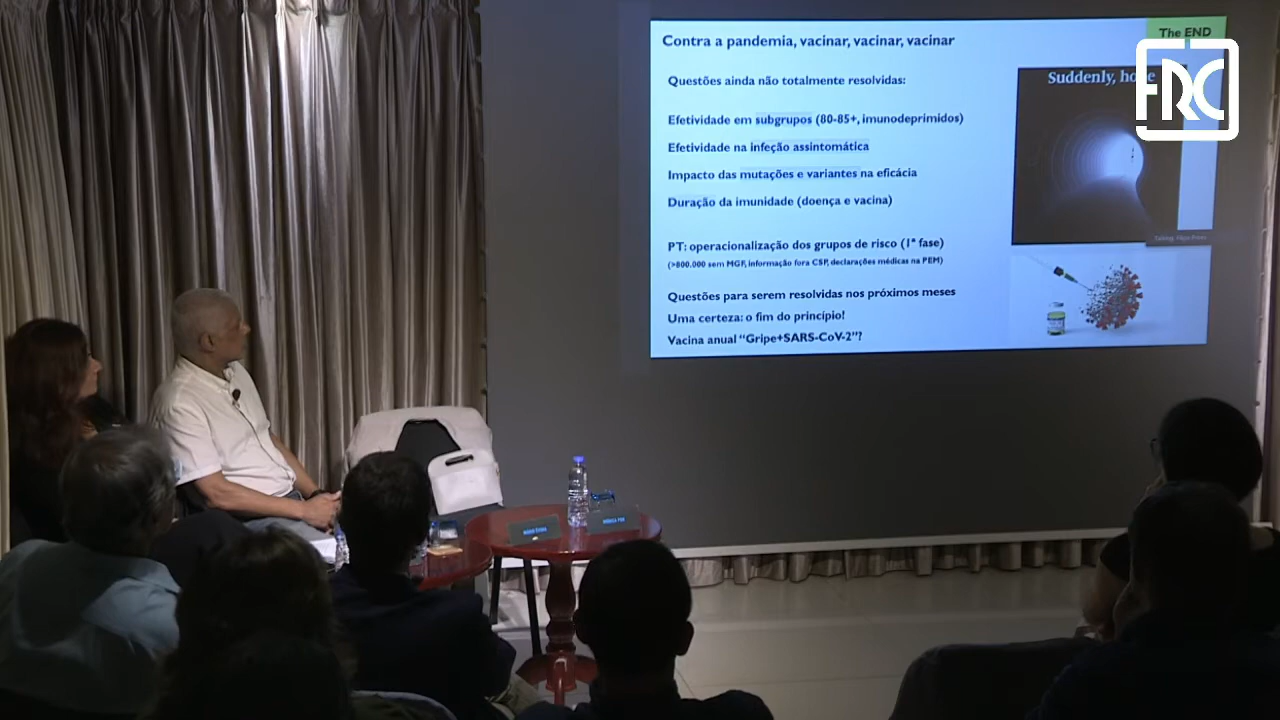 Contra a pandemia, vacinar, vacinar, vacinar
The END
FRC
Suddenly, ho e
Questões ainda não totalmente resolvidas:
Efetividade em subgrupos (80-85+, imunodeprimidos)
Efetividade na infeção assintomática
Impacto das mutações e variantes na eficácia
Duração da imunidade (doença e vacina)
PT: operacionalização dos grupos de risco (1ª fase)
(>800.000 sem MGF, informação fora CSP, declarações médicas na PEM)
Questões para serem resolvidas nos próximos meses
Uma certeza: o fim do princípio!
Vacina anual “Gripe+SARS-CoV-2”?